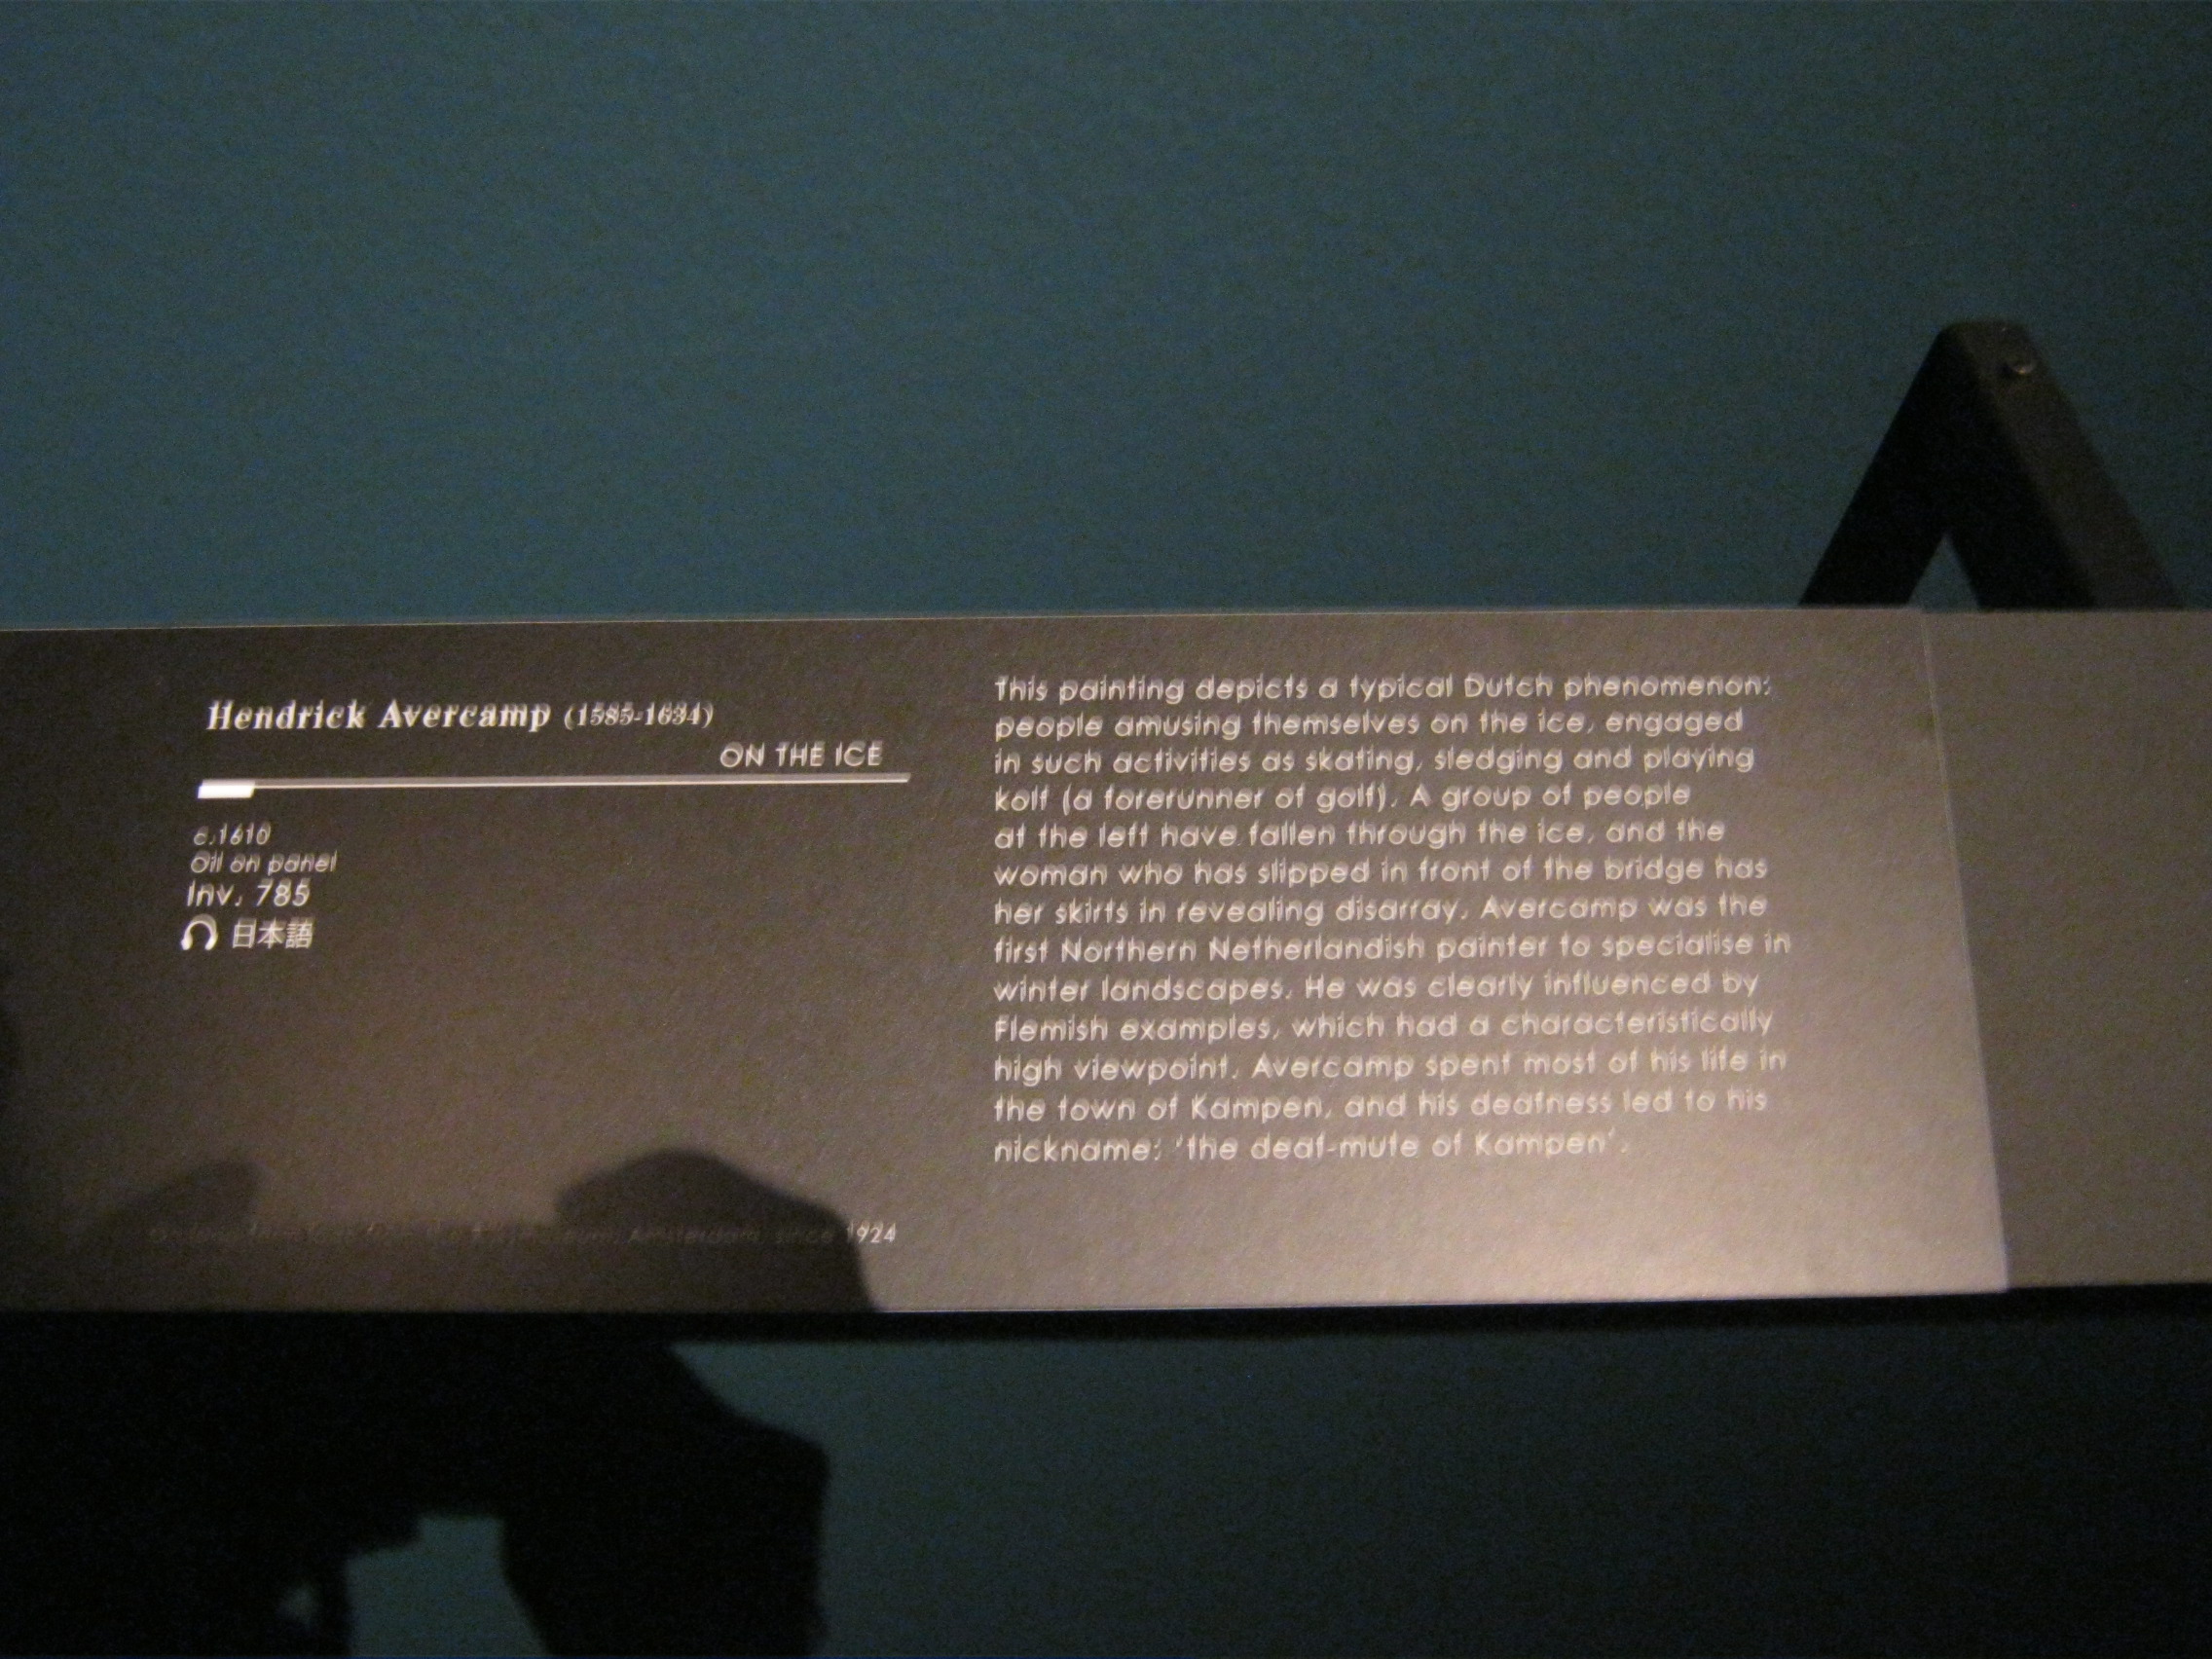 Hendrick Avercamp (1585-1634)
ON THE ICE
c.1610
Oil on panel
Inv. 785
日本語
This painting depicts a typical Dutch phenomenon:
people amusing themselves on the ice, engaged
in such activities as skating, sledging and playing
kolf (a forerunner of golf). A group of people
at the left have fallen through the ice, and the
woman who has slipped in front of the bridge has
her skirts in revealing disarray. Avercamp was the
first Northern Netherlandish painter to specialise in
winter landscapes. He was clearly influenced by
Flemish examples, which had a characteristically
high viewpoint. Avercamp spent most of his life in
the town of Kampen, and his deafness led to his
nickname: 'the deaf-mute of Kampen'.
Amsterdam, since 1924